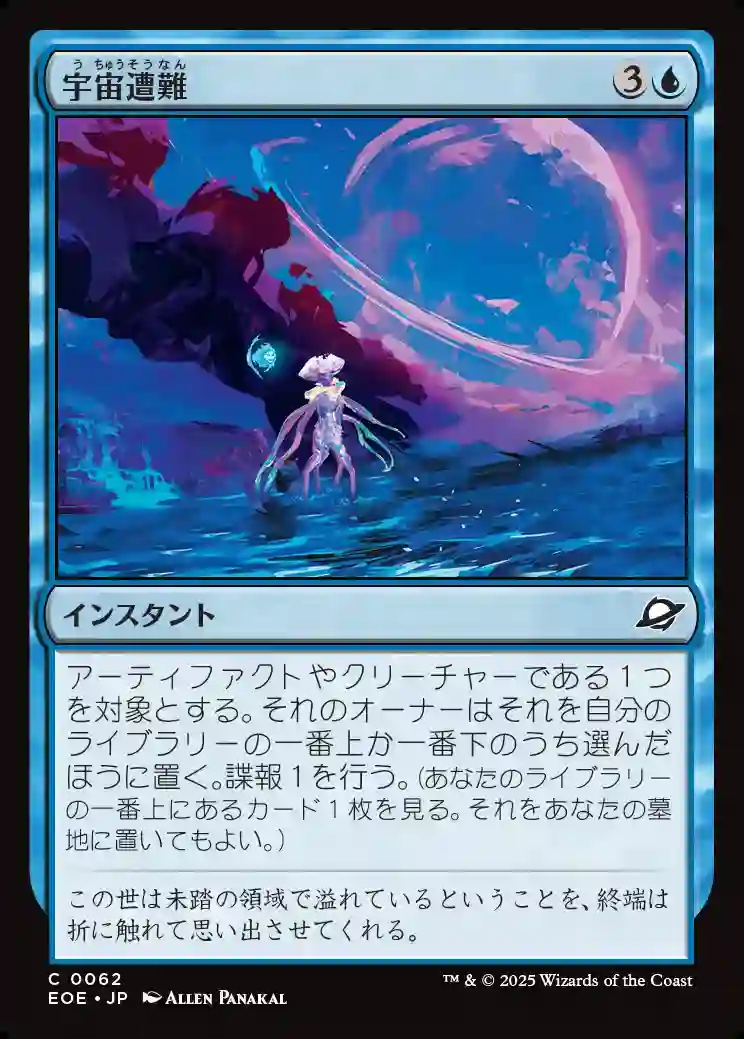 うちゅうそうなん
宇宙遭難 3
インスタント
アーティファクトやクリーチャーである１つ
を対象とする。それのオーナーはそれを自分の
ライブラリーの一番上か一番下のうち選んだ
ほうに置く。諜報１を行う。（あなたのライブラリー
の一番上にあるカード１枚を見る。それをあなたの墓
地に置いてもよい。）
この世は未踏の領域で溢れているということを、終端は
折に触れて思い出させてくれる。
C 0062
EOE • JP ALLEN PANAKAL
™ & © 2025 Wizards of the Coast